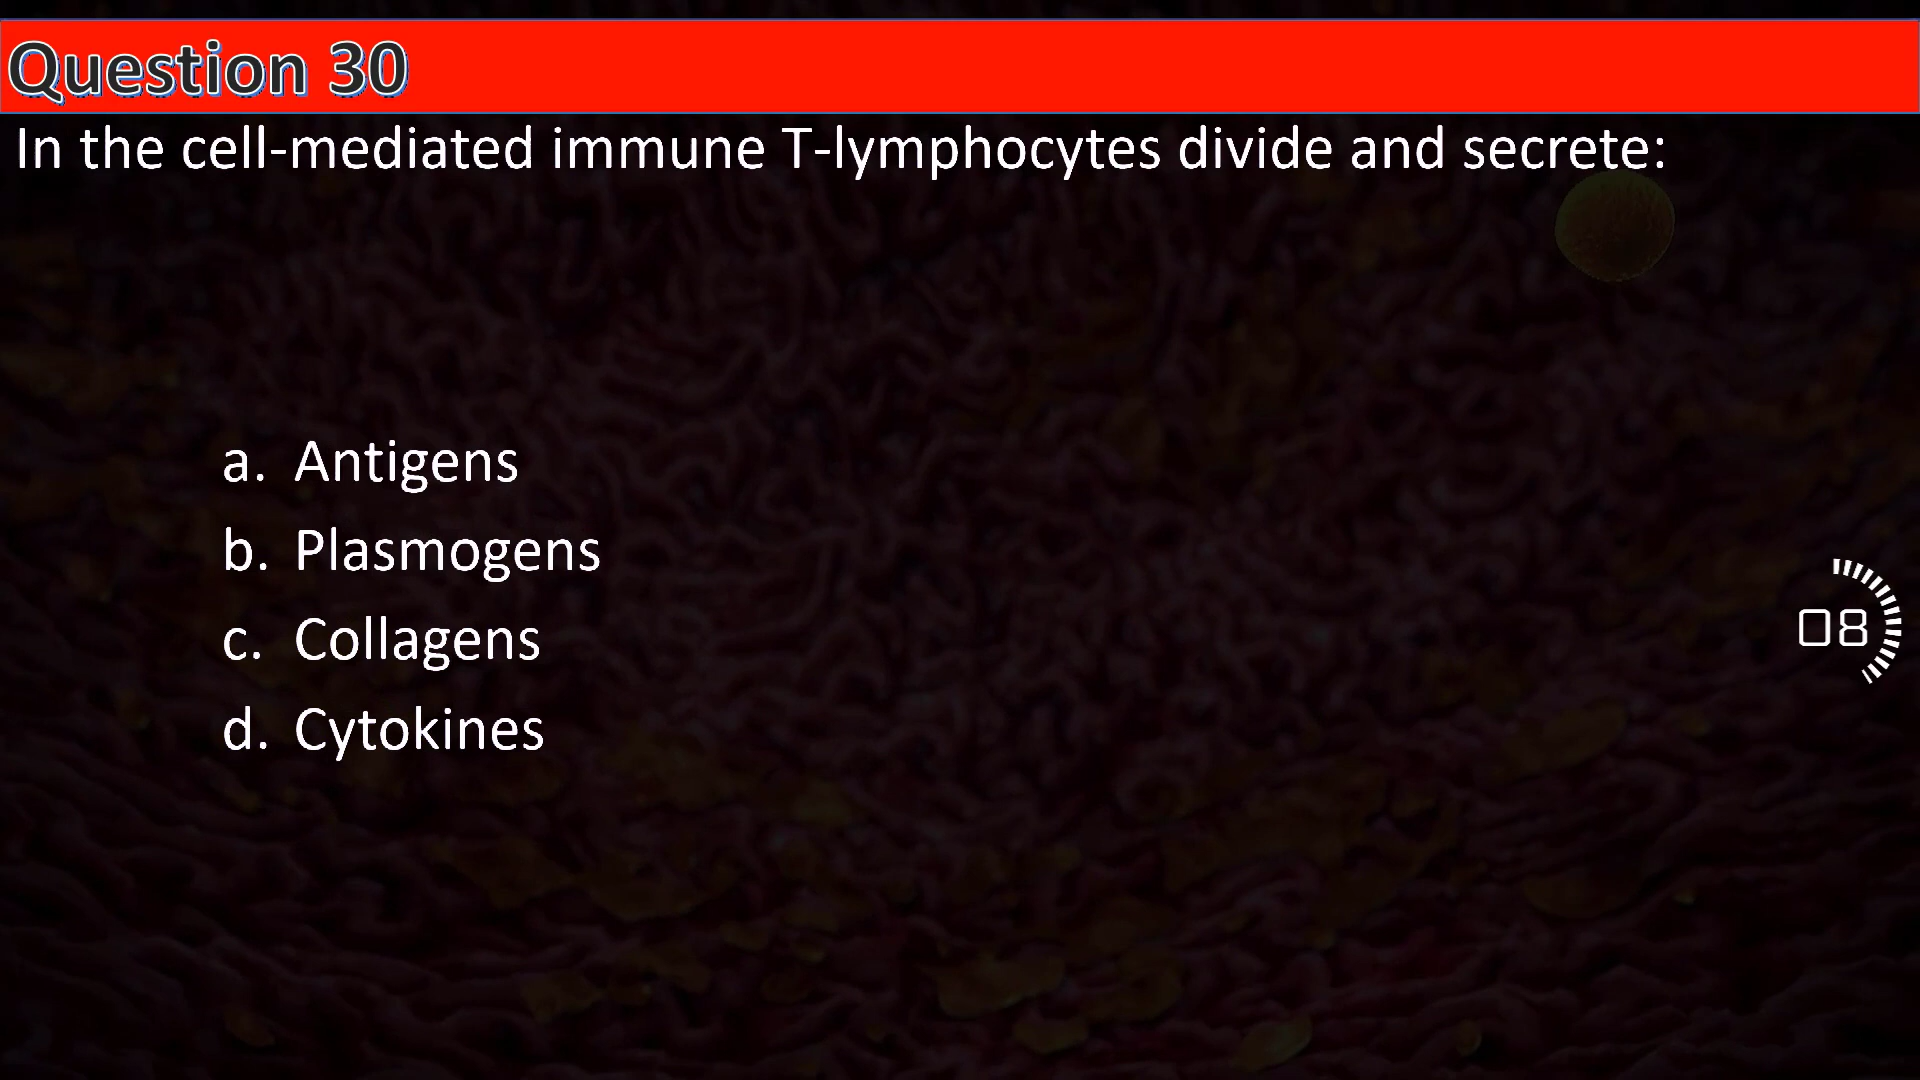 Question 30
In the cell-mediated immune T-lymphocytes divide and secrete:
a. Antigens
b. Plasmogens
c. Collagens
d. Cytokines
08